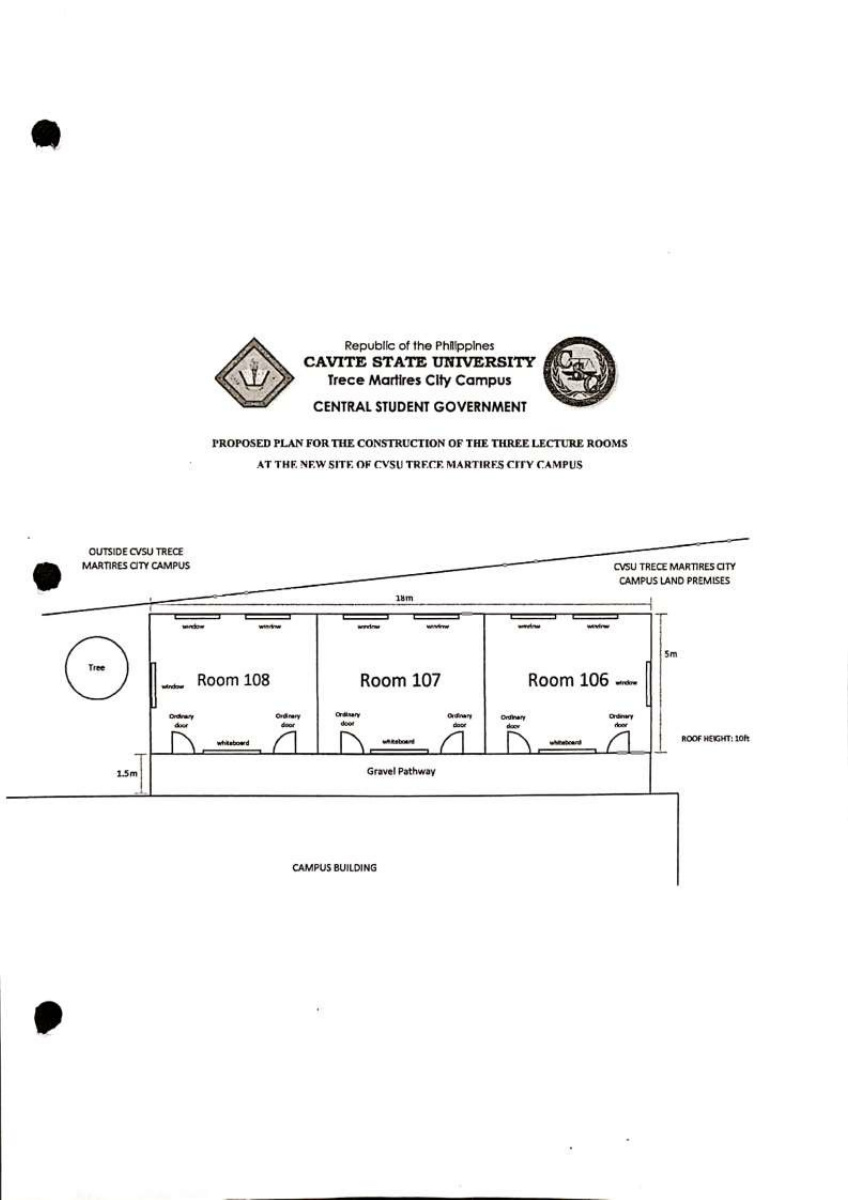 Republic of the Philippines
CAVITE STATE UNIVERSITY
Trece Martires City Campus
CENTRAL STUDENT GOVERNMENT
CSG
PROPOSED PLAN FOR THE CONSTRUCTION OF THE THREE LECTURE ROOMS
AT THE NEW SITE OF CVSU TRECE MARTIRES CITY CAMPUS
OUTSIDE CVSU TRECE
MARTIRES CITY CAMPUS
CVSU TRECE MARTIRES CITY
CAMPUS LAND PREMISES
18m
window window window window window window
5m
Tree
window Room 108 Room 107 Room 106 window
Ordinary
door
Ordinary
door
Ordinary
door
Ordinary
door
Ordinary
door
Ordinary
door
whiteboard whiteboard whiteboard
ROOF HEIGHT: 10ft
1.5m
Gravel Pathway
CAMPUS BUILDING